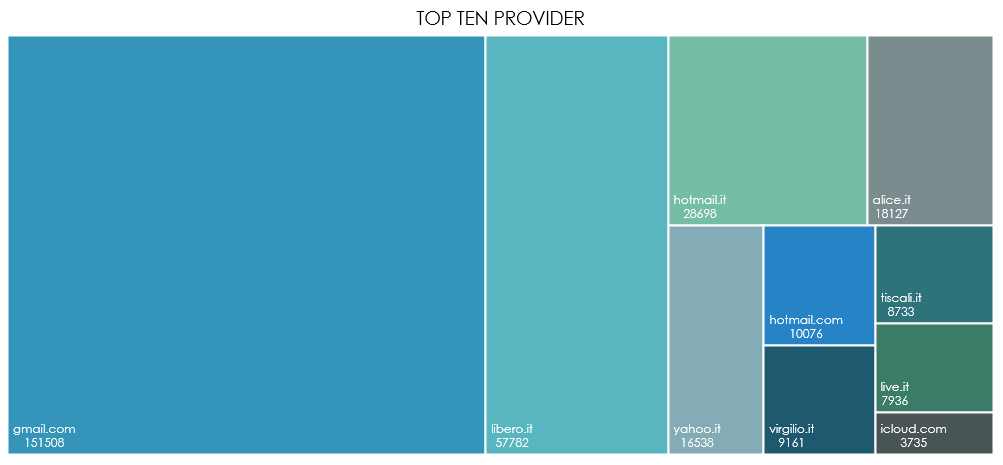 TOP TEN PROVIDER
gmail.com
151508
libero.it
57782
hotmail.it
28698
alice.it
18127
yahoo.it
16538
hotmail.com
10076
virgilio.it
9161
tiscali.it
8733
live.it
7936
icloud.com
3735